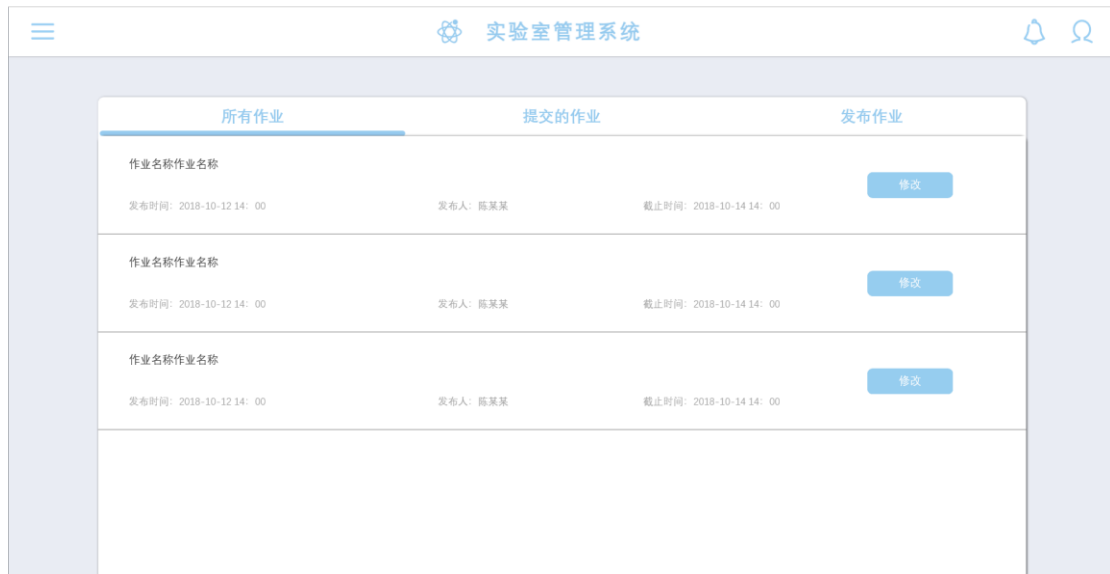 实验室管理系统
所有作业 提交的作业 发布作业
作业名称作业名称
修改
发布时间：2018-10-12 14：00 发布人：陈某某 截止时间：2018-10-14 14：00
作业名称作业名称
修改
发布时间：2018-10-12 14：00 发布人：陈某某 截止时间：2018-10-14 14：00
作业名称作业名称
修改
发布时间：2018-10-12 14：00 发布人：陈某某 截止时间：2018-10-14 14：00